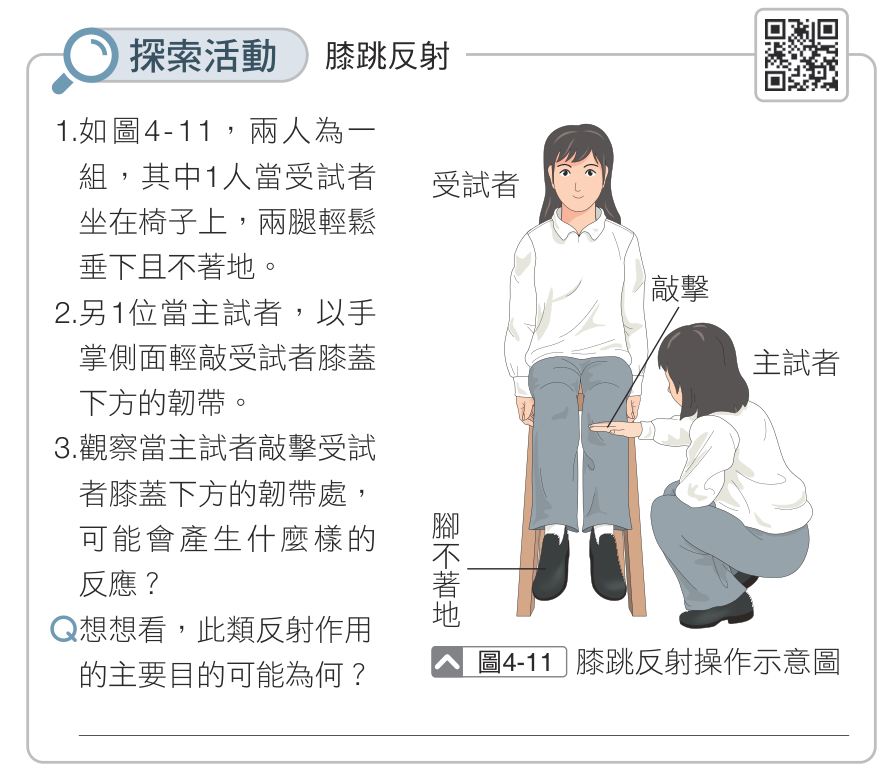 探索活動 膝跳反射
1.如圖4-11,兩人為一
組,其中1人當受試者
坐在椅子上,兩腿輕鬆
垂下且不著地。
2.另1位當主試者,以手
掌側面輕敲受試者膝蓋
下方的韌帶。
3.觀察當主試者敲擊受試
者膝蓋下方的韌帶處,
可能會產生什麼樣的
反應?
Q想想看,此類反射作用
的主要目的可能為何?
受試者
敲擊
主試者
腳不著地
圖4-11 膝跳反射操作示意圖